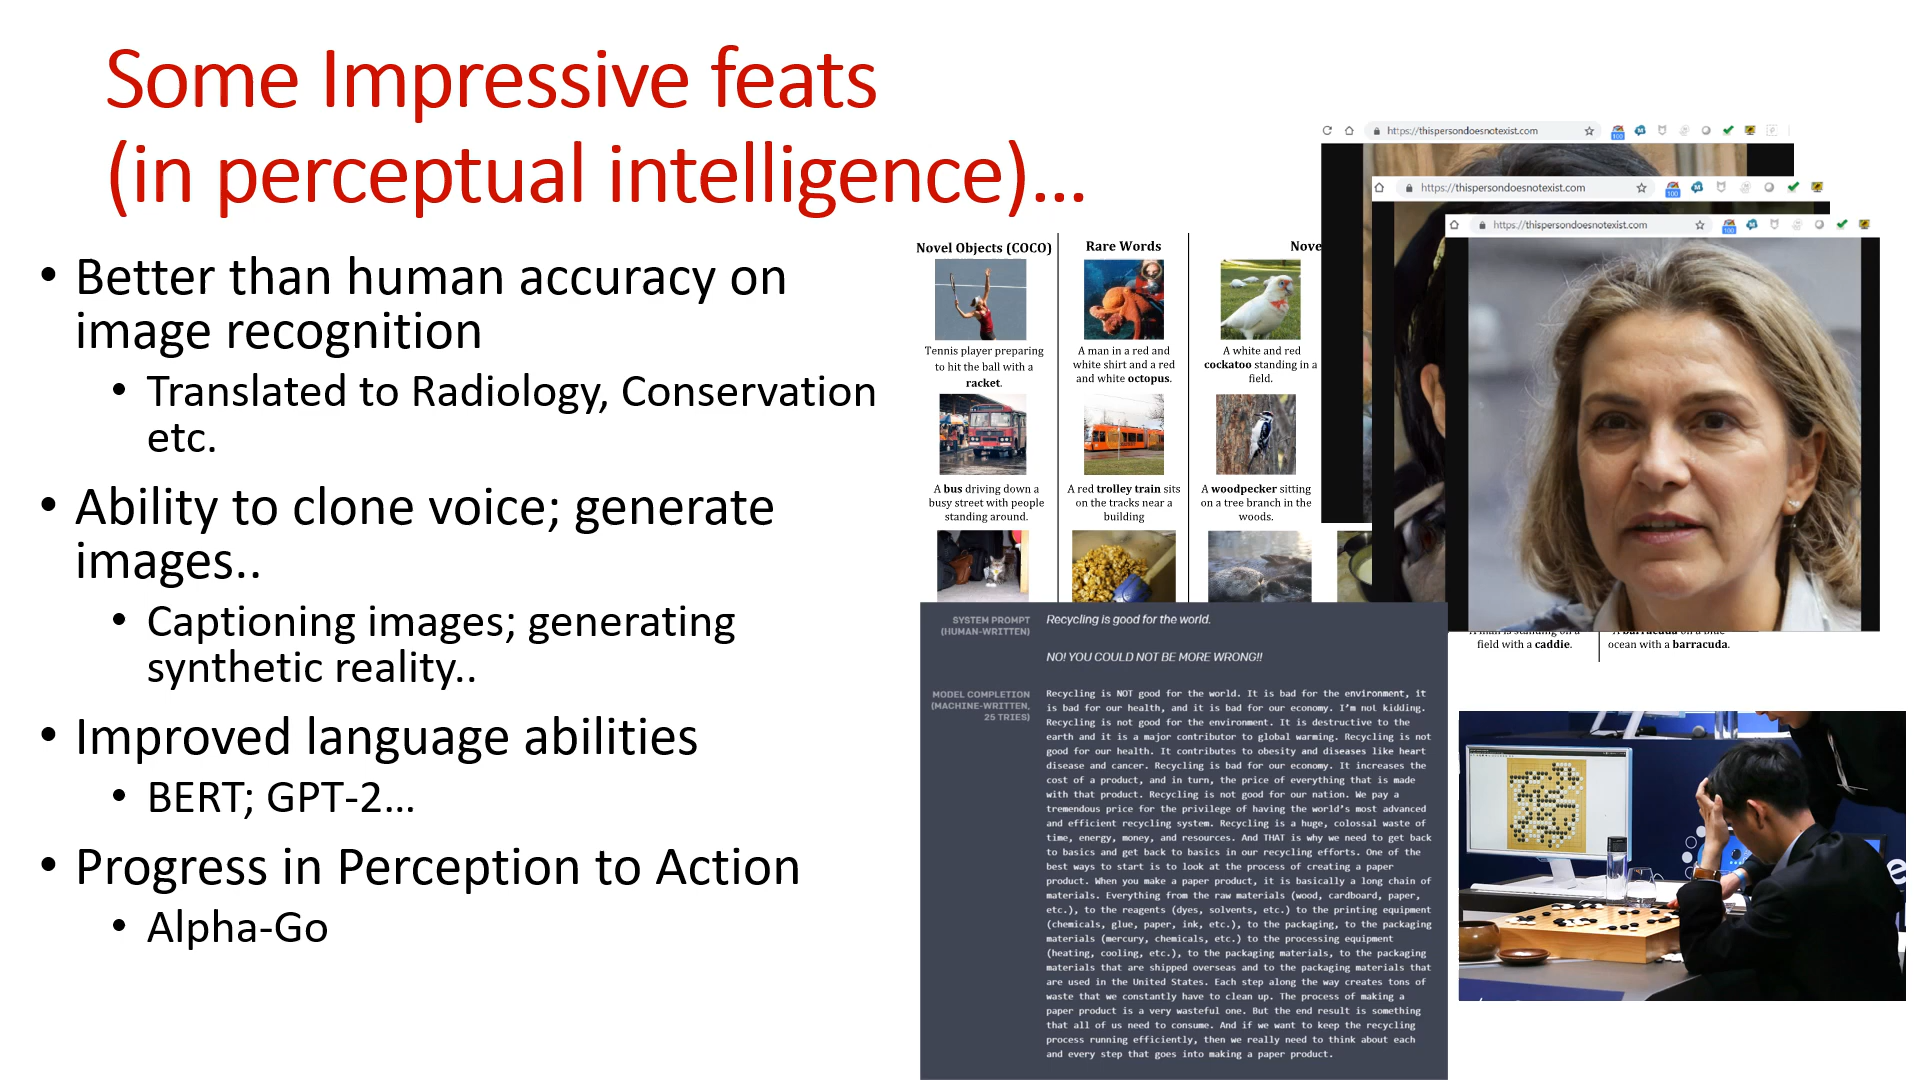 Some Impressive feats
(in perceptual intelligence)...
• Better than human accuracy on
image recognition
• Translated to Radiology, Conservation
etc.
• Ability to clone voice; generate
images..
• Captioning images; generating
synthetic reality..
• Improved language abilities
• BERT; GPT-2...
• Progress in Perception to Action
• Alpha-Go
https://thispersondoesnotexist.com
100
https://thispersondoesnotexist.com
100
https://thispersondoesnotexist.com
100
Novel Objects (COCO)
Tennis player preparing
to hit the ball with a
racket.
A bus driving down a
busy street with people
standing around.
Rare Words
A man in a red and
white shirt and a red
and white octopus.
A red trolley train sits
on the tracks near a
building
Nove
A white and red
cockatoo standing in a
field.
A woodpecker sitting
on a tree branch in the
woods.
field with a caddie.
ocean with a barracuda.
SYSTEM PROMPT
(HUMAN-WRITTEN)
Recycling is good for the world.
NO! YOU COULD NOT BE MORE WRONG!!
MODEL COMPLETION
(MACHINE-WRITTEN,
25 TRIES)
Recycling is NOT good for the world. It is bad for the environment, it
is bad for our health, and it is bad for our economy. I'm not kidding.
Recycling is not good for the environment. It is destructive to the
earth and it is a major contributor to global warming. Recycling is not
good for our health. It contributes to obesity and diseases like heart
disease and cancer. Recycling is bad for our economy. It increases the
cost of a product, and in turn, the price of everything that is made
with that product. Recycling is not good for our nation. We pay a
tremendous price for the privilege of having the world's most advanced
and efficient recycling system. Recycling is a huge, colossal waste of
time, energy, money, and resources. And THAT is why we need to get back
to basics and get back to basics in our recycling efforts. One of the
best ways to start is to look at the process of creating a paper
product. When you make a paper product, it is basically a long chain of
materials. Everything from the raw materials (wood, cardboard, paper,
etc.), to the reagents (dyes, solvents, etc.) to the printing equipment
(chemicals, glue, paper, ink, etc.), to the packaging, to the packaging
materials (mercury, chemicals, etc.) to the processing equipment
(heating, cooling, etc.), to the packaging materials, to the packaging
materials that are shipped overseas and to the packaging materials that
are used in the United States. Each step along the way creates tons of
waste that we constantly have to clean up. The process of making a
paper product is a very wasteful one. But the end result is something
that all of us need to consume. And if we want to keep the recycling
process running efficiently, then we really need to think about each
and every step that goes into making a paper product.